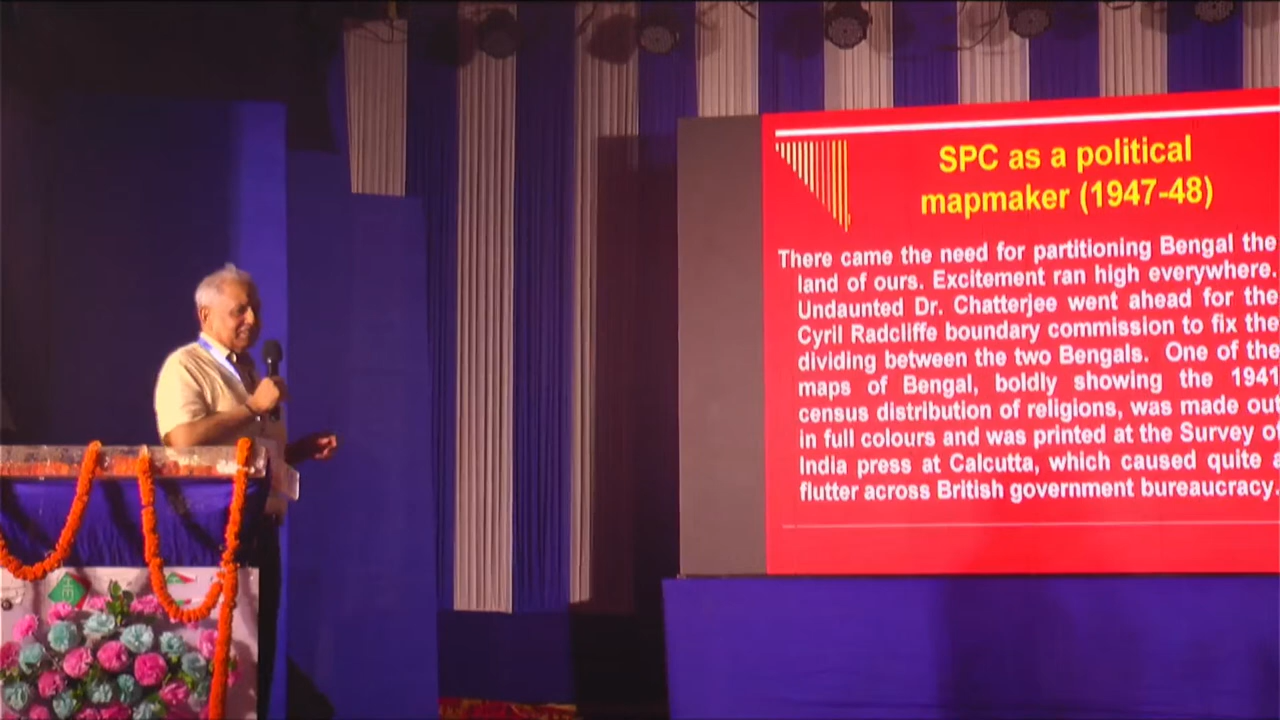 SPC as a political
mapmaker (1947-48)
There came the need for partitioning Bengal the
land of ours. Excitement ran high everywhere.
Undaunted Dr. Chatterjee went ahead for the
Cyril Radcliffe boundary commission to fix the
dividing between the two Bengals. One of the
maps of Bengal, boldly showing the 1941
census distribution of religions, was made out
in full colours and was printed at the Survey of
India press at Calcutta, which caused quite a
flutter across British government bureaucracy.